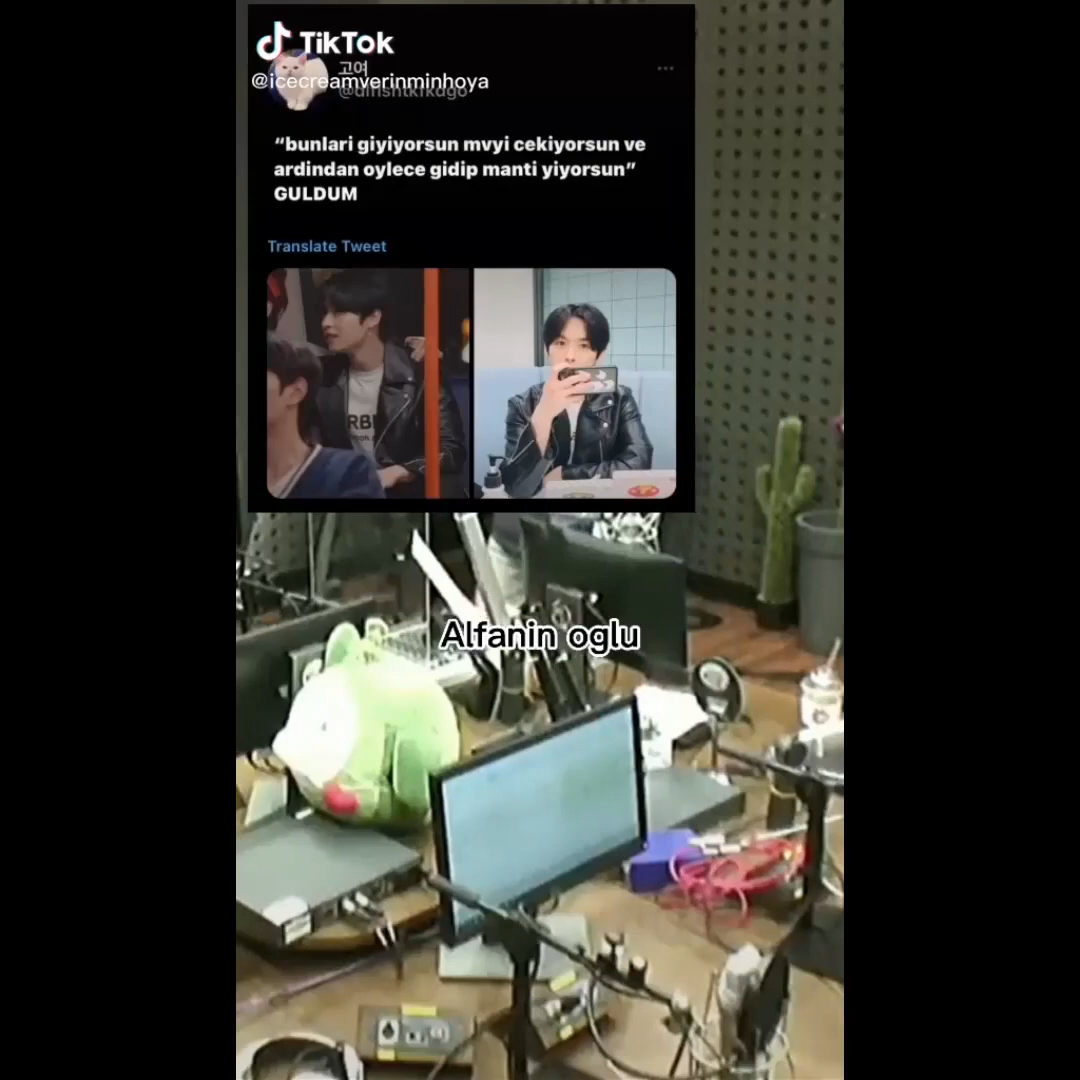 TikTok
고여
@icecreamverinminhoya
“bunlari giyiyorsun mvyi cekiyorsun ve
ardindan oylece gidip manti yiyorsun”
GULDUM
Translate Tweet
Alfanin oglu